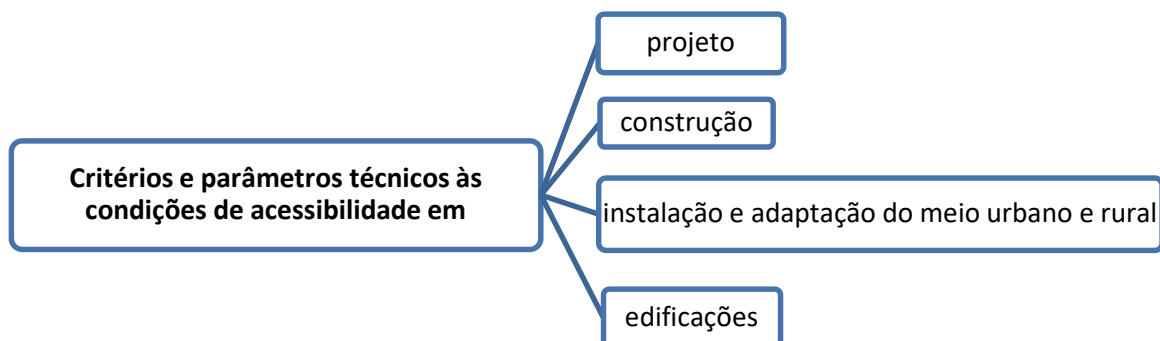 projeto
construção
Critérios e parâmetros técnicos às
condições de acessibilidade em
instalação e adaptação do meio urbano e rural
edificações